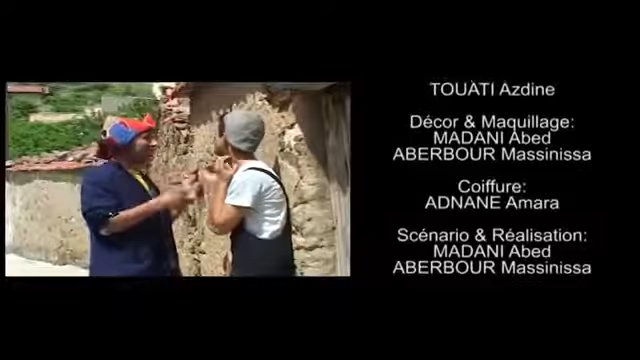 TOUATI Azdine
Décor & Maquillage:
MADANI Abed
ABERBOUR Massinissa
Coiffure:
ADNANE Amara
Scénario & Réalisation:
MADANI Abed
ABERBOUR Massinissa